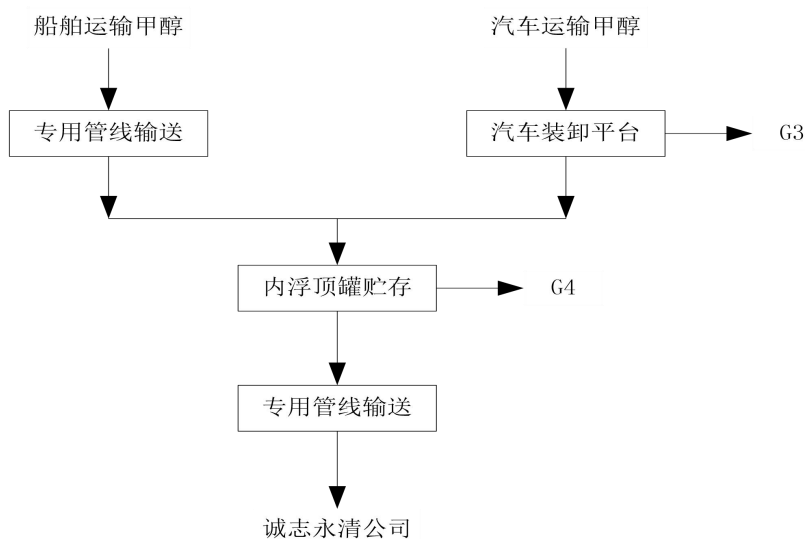 船舶运输甲醇
汽车运输甲醇
专用管线输送
汽车装卸平台
G3
内浮顶罐贮存
G4
专用管线输送
诚志永清公司